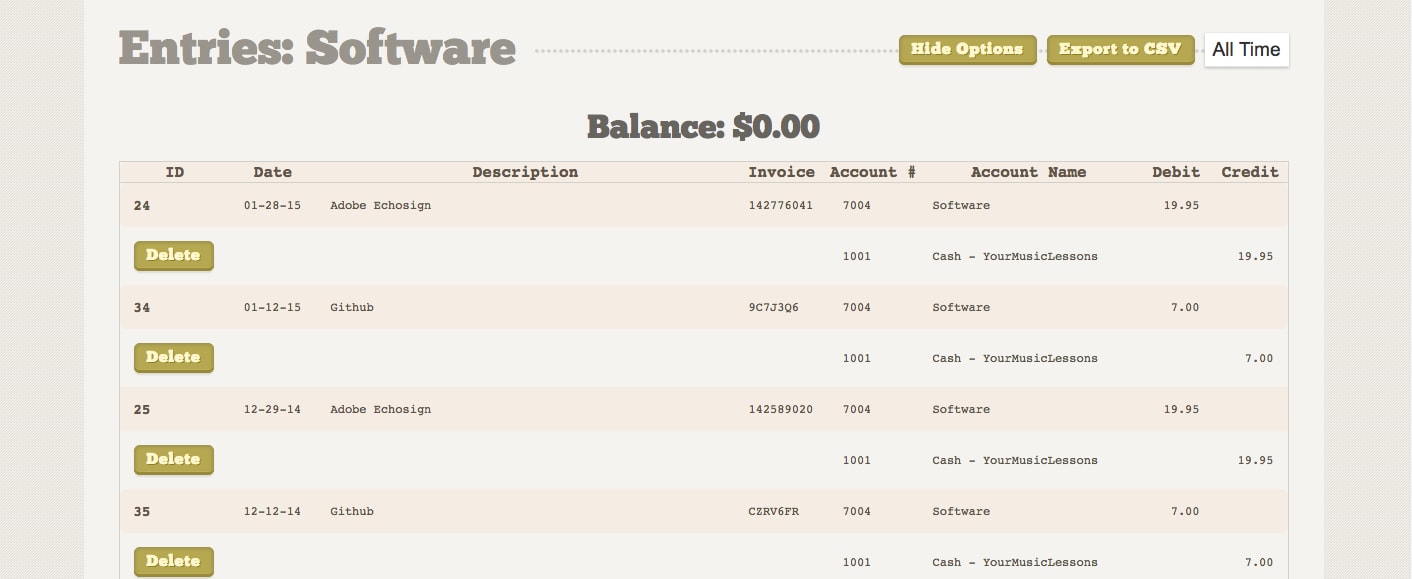 Entries: Software Hide Options Export to CSV All Time
Balance: $0.00
ID Date Description Invoice Account # Account Name Debit Credit
24 01-28-15 Adobe Echosign 142776041 7004 Software 19.95
Delete 1001 Cash - YourMusicLessons 19.95
34 01-12-15 Github 9C7J3Q6 7004 Software 7.00
Delete 1001 Cash - YourMusicLessons 7.00
25 12-29-14 Adobe Echosign 142589020 7004 Software 19.95
Delete 1001 Cash - YourMusicLessons 19.95
35 12-12-14 Github CZRV6FR 7004 Software 7.00
Delete 1001 Cash - YourMusicLessons 7.00